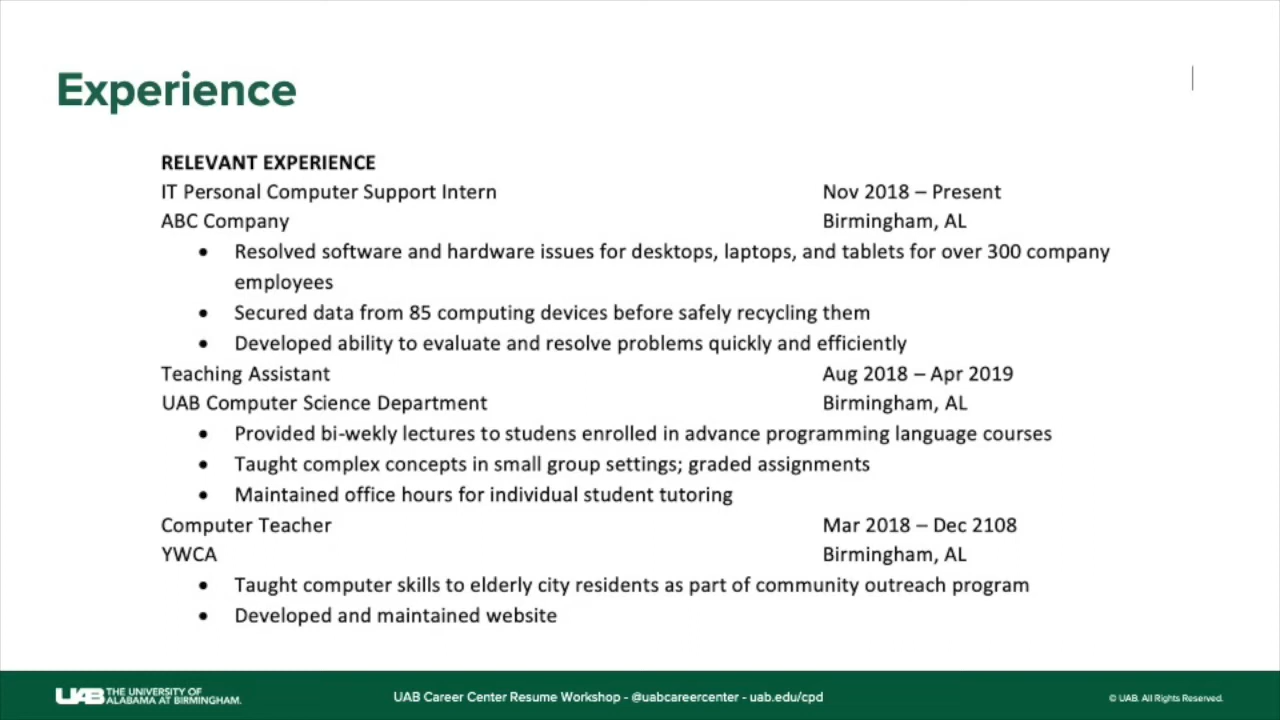 Experience
RELEVANT EXPERIENCE
IT Personal Computer Support Intern Nov 2018 – Present
ABC Company Birmingham, AL
• Resolved software and hardware issues for desktops, laptops, and tablets for over 300 company
employees
• Secured data from 85 computing devices before safely recycling them
• Developed ability to evaluate and resolve problems quickly and efficiently
Teaching Assistant Aug 2018 – Apr 2019
UAB Computer Science Department Birmingham, AL
• Provided bi-wekly lectures to studens enrolled in advance programming language courses
• Taught complex concepts in small group settings; graded assignments
• Maintained office hours for individual student tutoring
Computer Teacher Mar 2018 – Dec 2108
YWCA Birmingham, AL
• Taught computer skills to elderly city residents as part of community outreach program
• Developed and maintained website
UAB THE UNIVERSITY OF
ALABAMA AT BIRMINGHAM.
UAB Career Center Resume Workshop - @uabcareercenter - uab.edu/cpd
© UAB. All Rights Reserved.